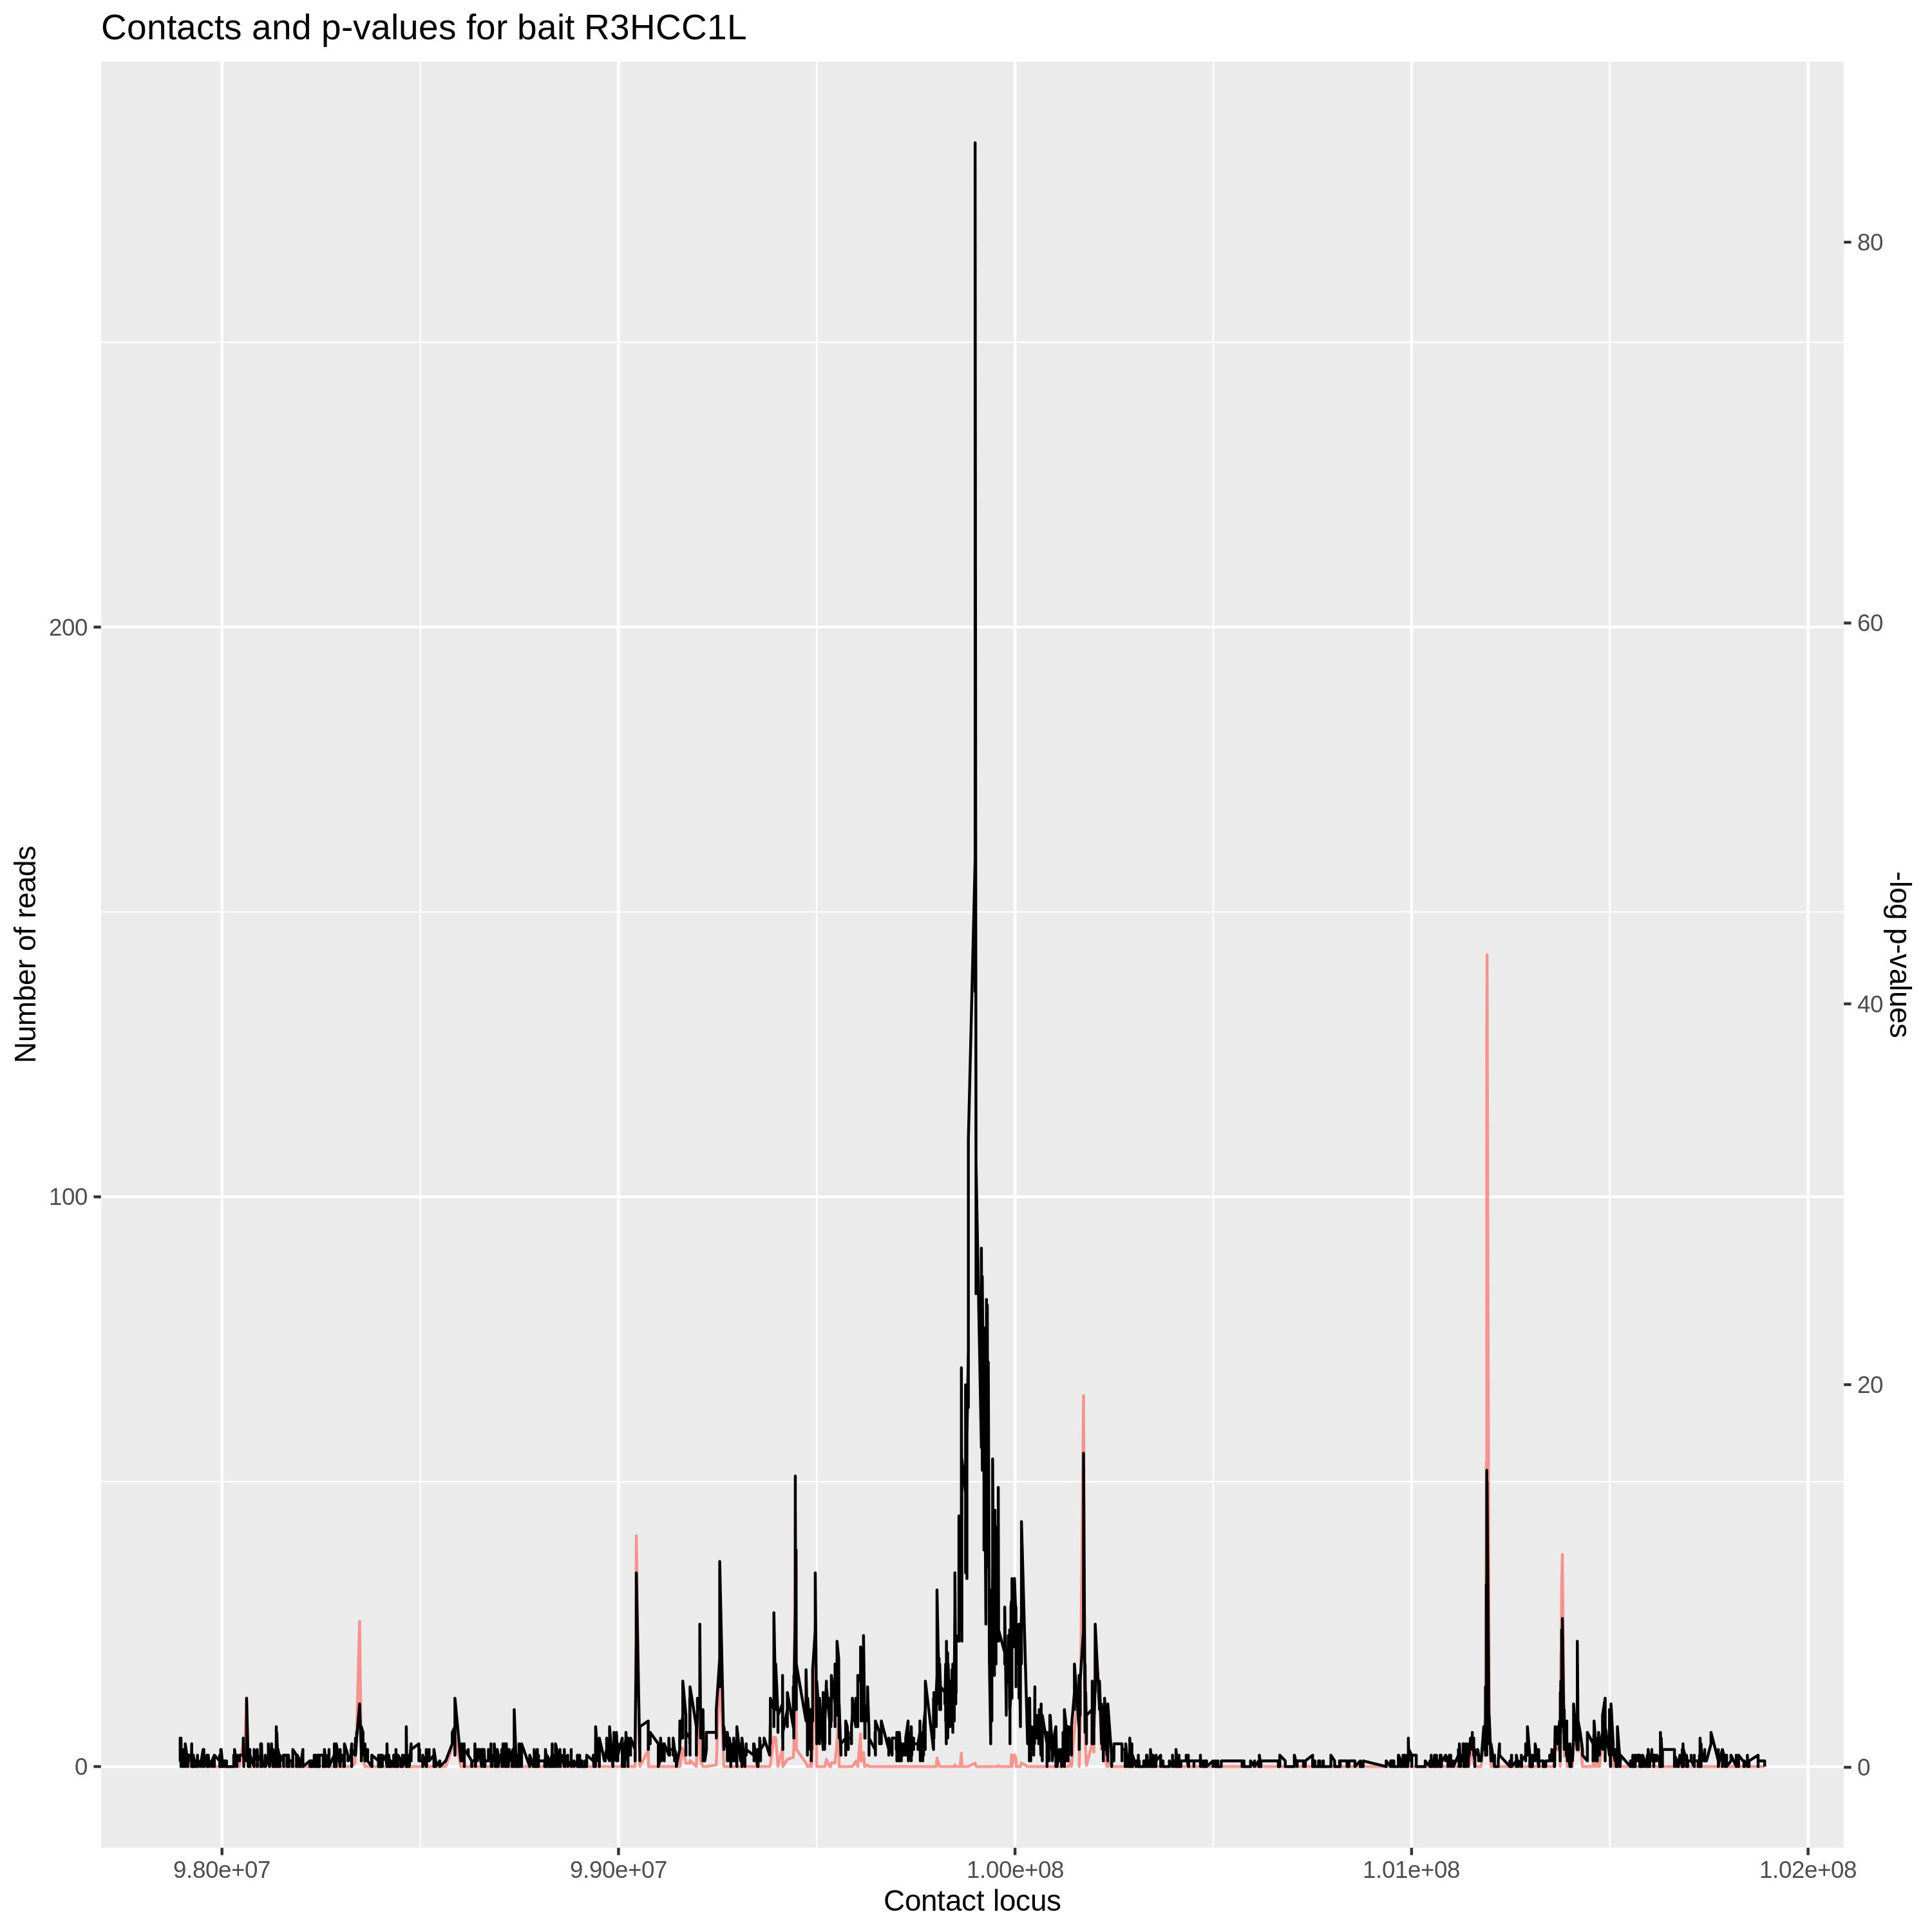 Contacts and p-values for bait R3HCC1L
Number of reads
200
100
0
80
60
40
20
0
-log p-values
9.80e+07
9.90e+07
1.00e+08
1.01e+08
1.02e+08
Contact locus